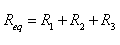 R_eq = R_1 + R_2 + R_3